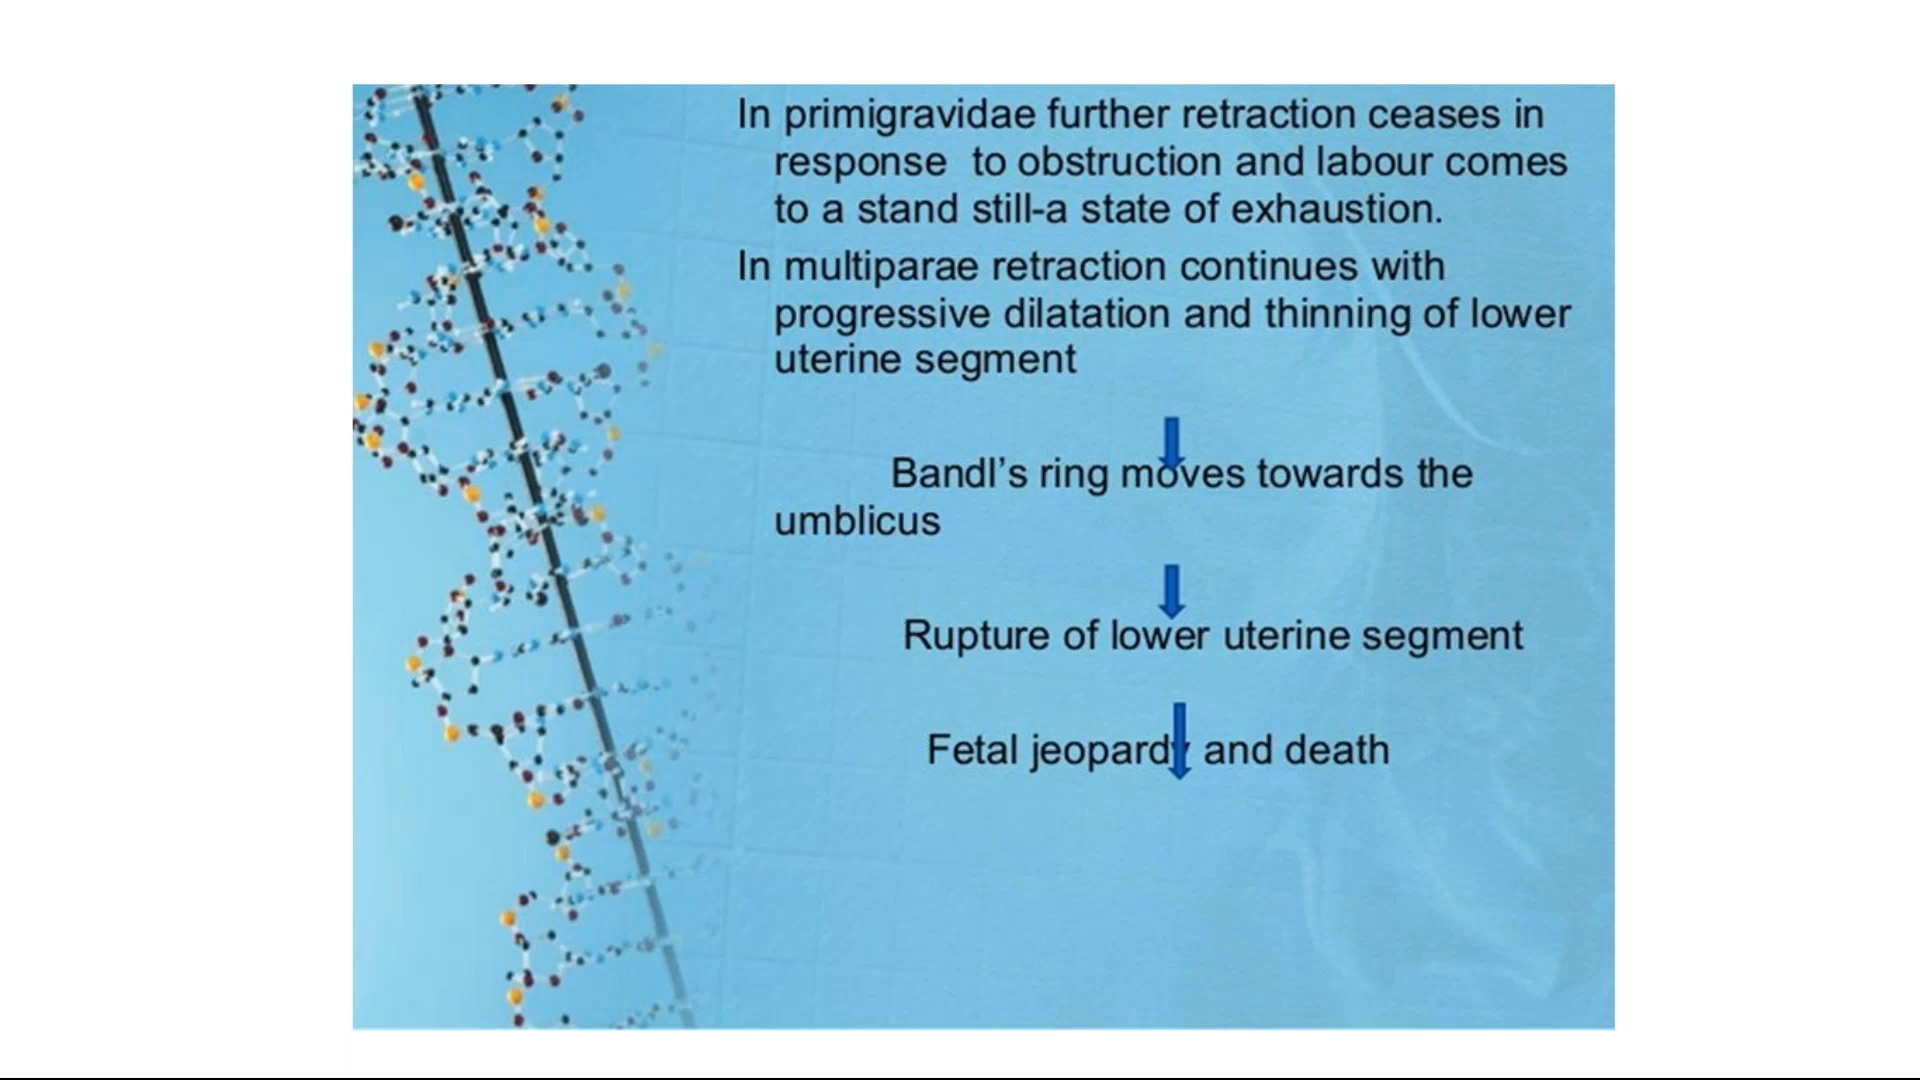 In primigravidae further retraction ceases in
response to obstruction and labour comes
to a stand still-a state of exhaustion.
In multiparae retraction continues with
progressive dilatation and thinning of lower
uterine segment
Bandl’s ring moves towards the
umblicus
Rupture of lower uterine segment
Fetal jeopardy and death